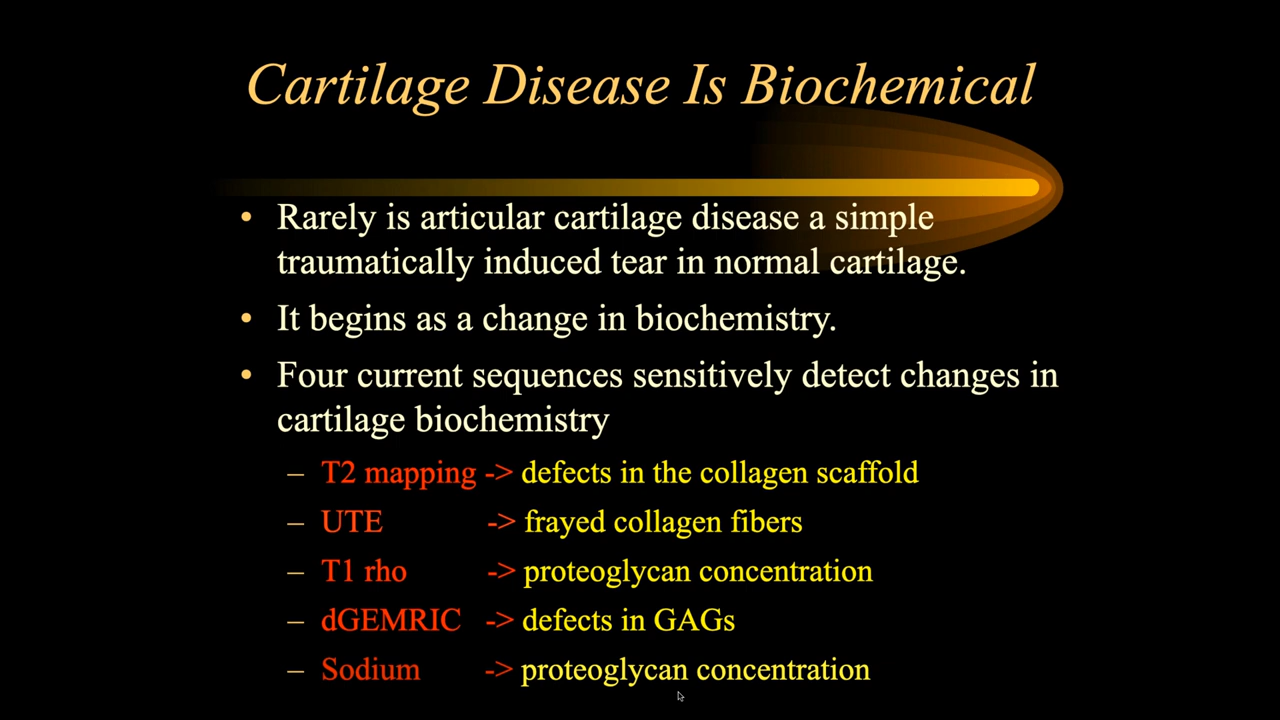 Cartilage Disease Is Biochemical
• Rarely is articular cartilage disease a simple
traumatically induced tear in normal cartilage.
• It begins as a change in biochemistry.
• Four current sequences sensitively detect changes in
cartilage biochemistry
– T2 mapping -> defects in the collagen scaffold
– UTE -> frayed collagen fibers
– T1 rho -> proteoglycan concentration
– dGEMRIC -> defects in GAGs
– Sodium -> proteoglycan concentration